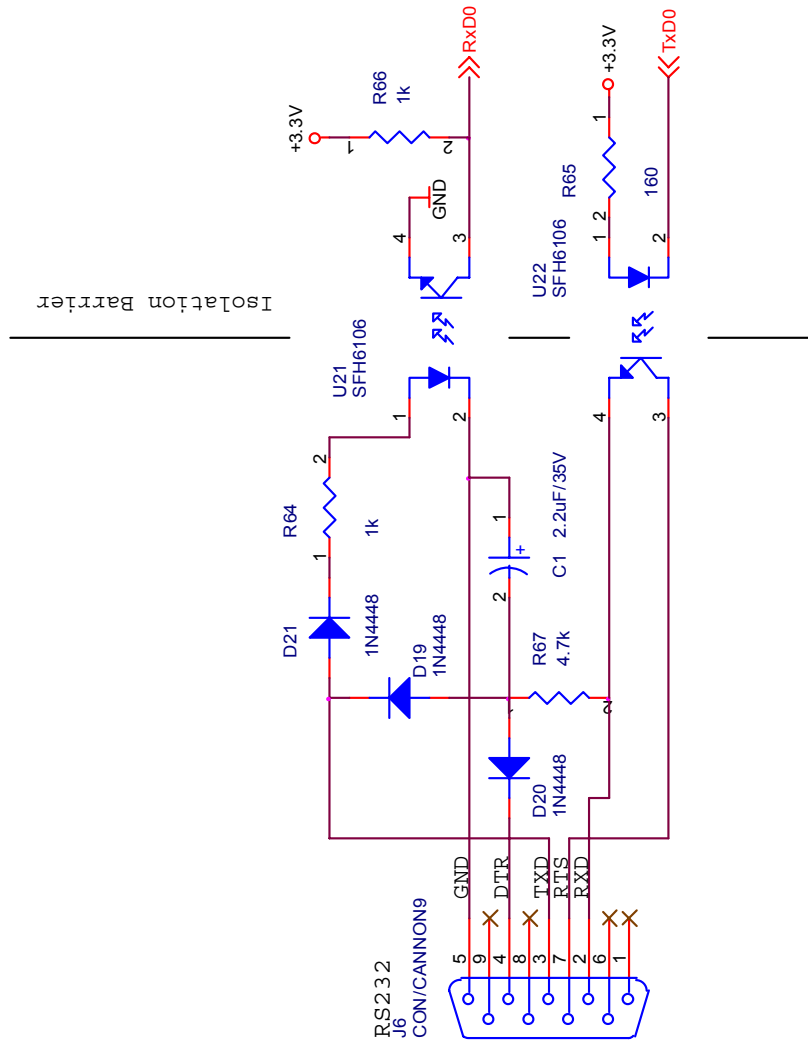 Isolation Barrier
+3.3V
R66
1k
1
2
RxD0
4
GND
3
+3.3V
1
R65
160
2
TxD0
U22
SFH6106
1
2
U21
SFH6106
1
2
4
3
2
R64
1k
1
1
C1 2.2uF/35V
+
2
D21
1N4448
D19
1N4448
R67
4.7k
1
2
D20
1N4448
GND
DTR
TXD
RTS
RXD
5
9
4
8
3
7
2
6
1
RS232
J6
CON/CANNON9